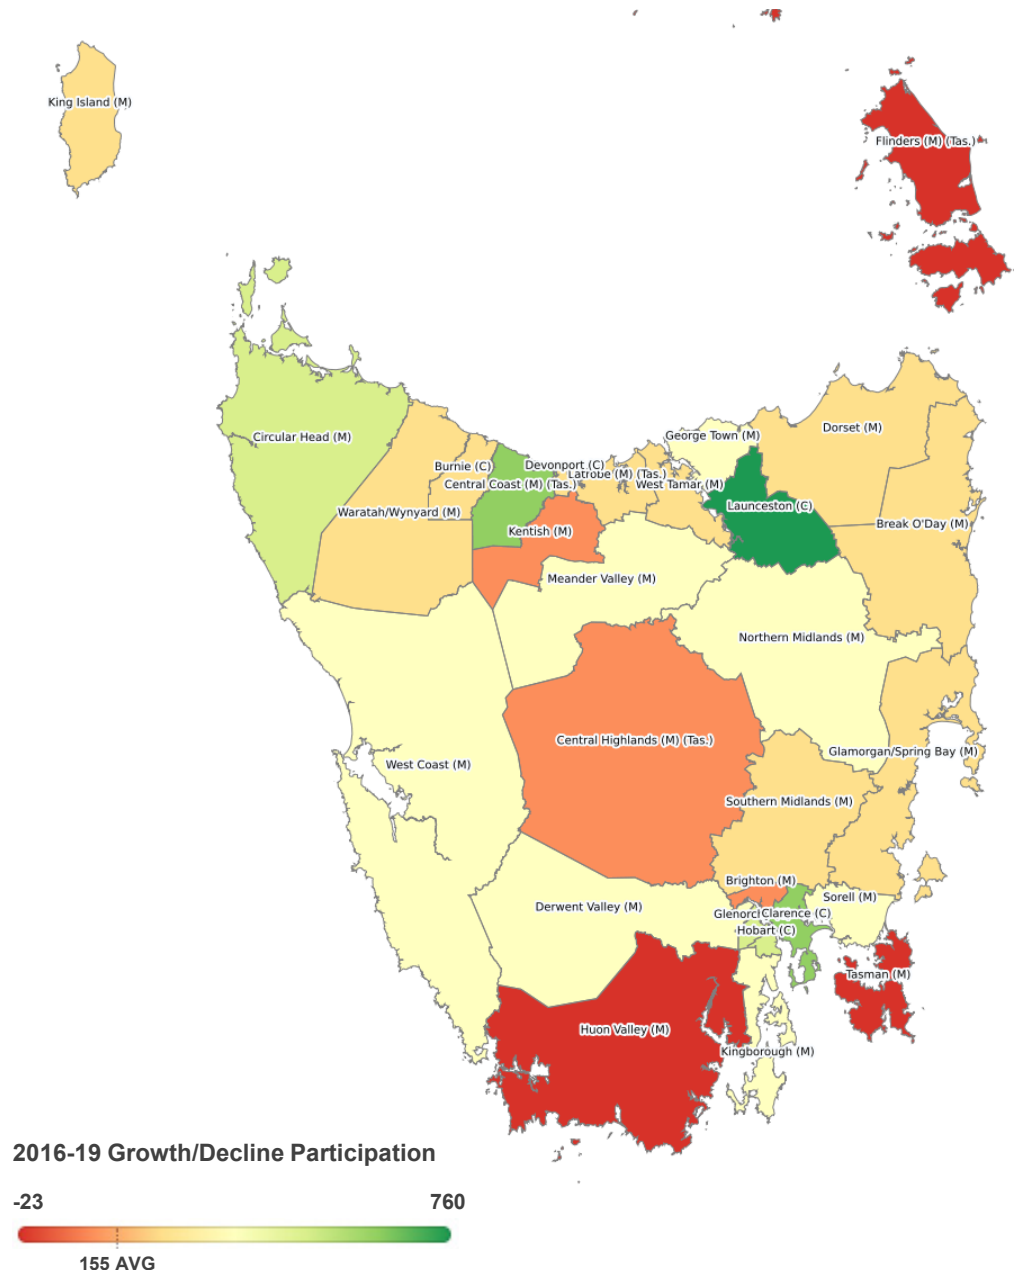 King Island (M)
Flinders (M) (Tas.)
Circular Head (M)
George Town (M)
Dorset (M)
Burnie (C)
Devonport (C)
Latrobe (M) (Tas.)
Central Coast (M) (Tas.)
West Tamar (M)
Launceston (C)
Waratah/Wynyard (M)
Break O'Day (M)
Kentish (M)
Meander Valley (M)
Northern Midlands (M)
Central Highlands (M) (Tas.)
Glamorgan/Spring Bay (M)
West Coast (M)
Southern Midlands (M)
Brighton (M)
Sorell (M)
Derwent Valley (M)
Glenorc
Clarence (C)
Hobart (C)
Tasman (M)
Huon Valley (M)
Kingborough (M)
2016-19 Growth/Decline Participation
-23 760
155 AVG